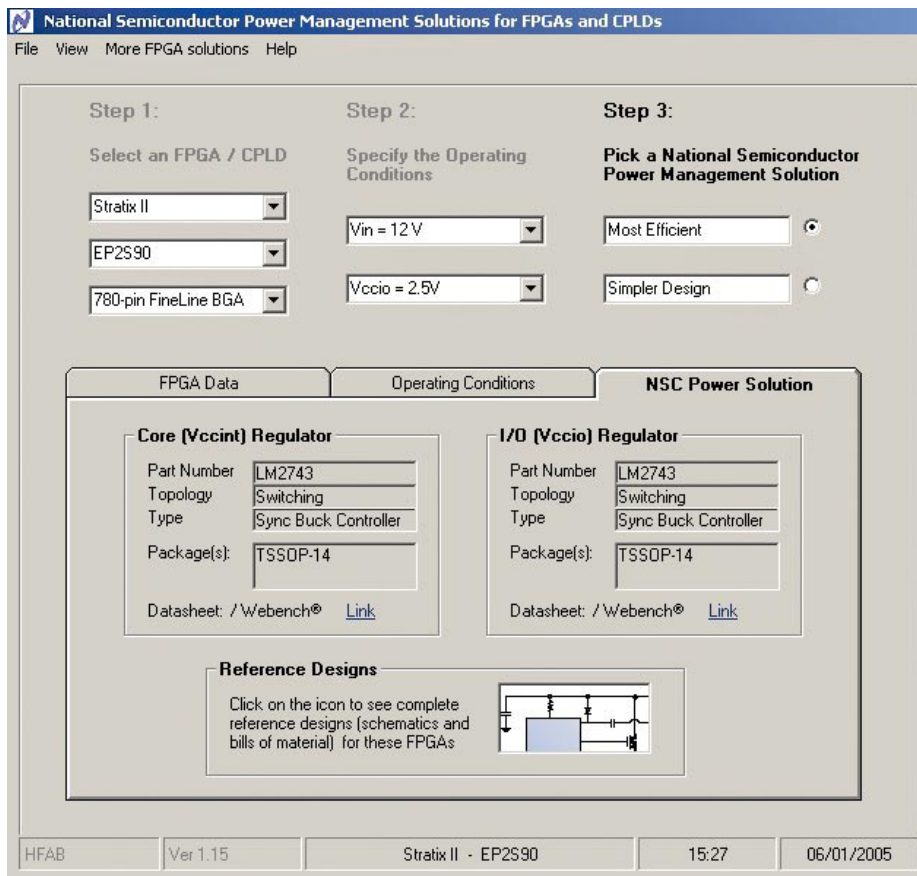 National Semiconductor Power Management Solutions for FPGAs and CPLDs
File View More FPGA solutions Help
Step 1:
Select an FPGA / CPLD
Stratix II
EP2S90
780-pin FineLine BGA
Step 2:
Specify the Operating
Conditions
Vin = 12 V
Vccio = 2.5V
Step 3:
Pick a National Semiconductor
Power Management Solution
Most Efficient
Simpler Design
FPGA Data
Operating Conditions
NSC Power Solution
Core (Vccint) Regulator
Part Number LM2743
Topology Switching
Type Sync Buck Controller
Package(s): TSSOP-14
Datasheet: / Webench® Link
I/O (Vccio) Regulator
Part Number LM2743
Topology Switching
Type Sync Buck Controller
Package(s): TSSOP-14
Datasheet: / Webench® Link
Reference Designs
Click on the icon to see complete
reference designs (schematics and
bills of material) for these FPGAs
HFAB
Ver 1.15
Stratix II - EP2S90
15:27
06/01/2005